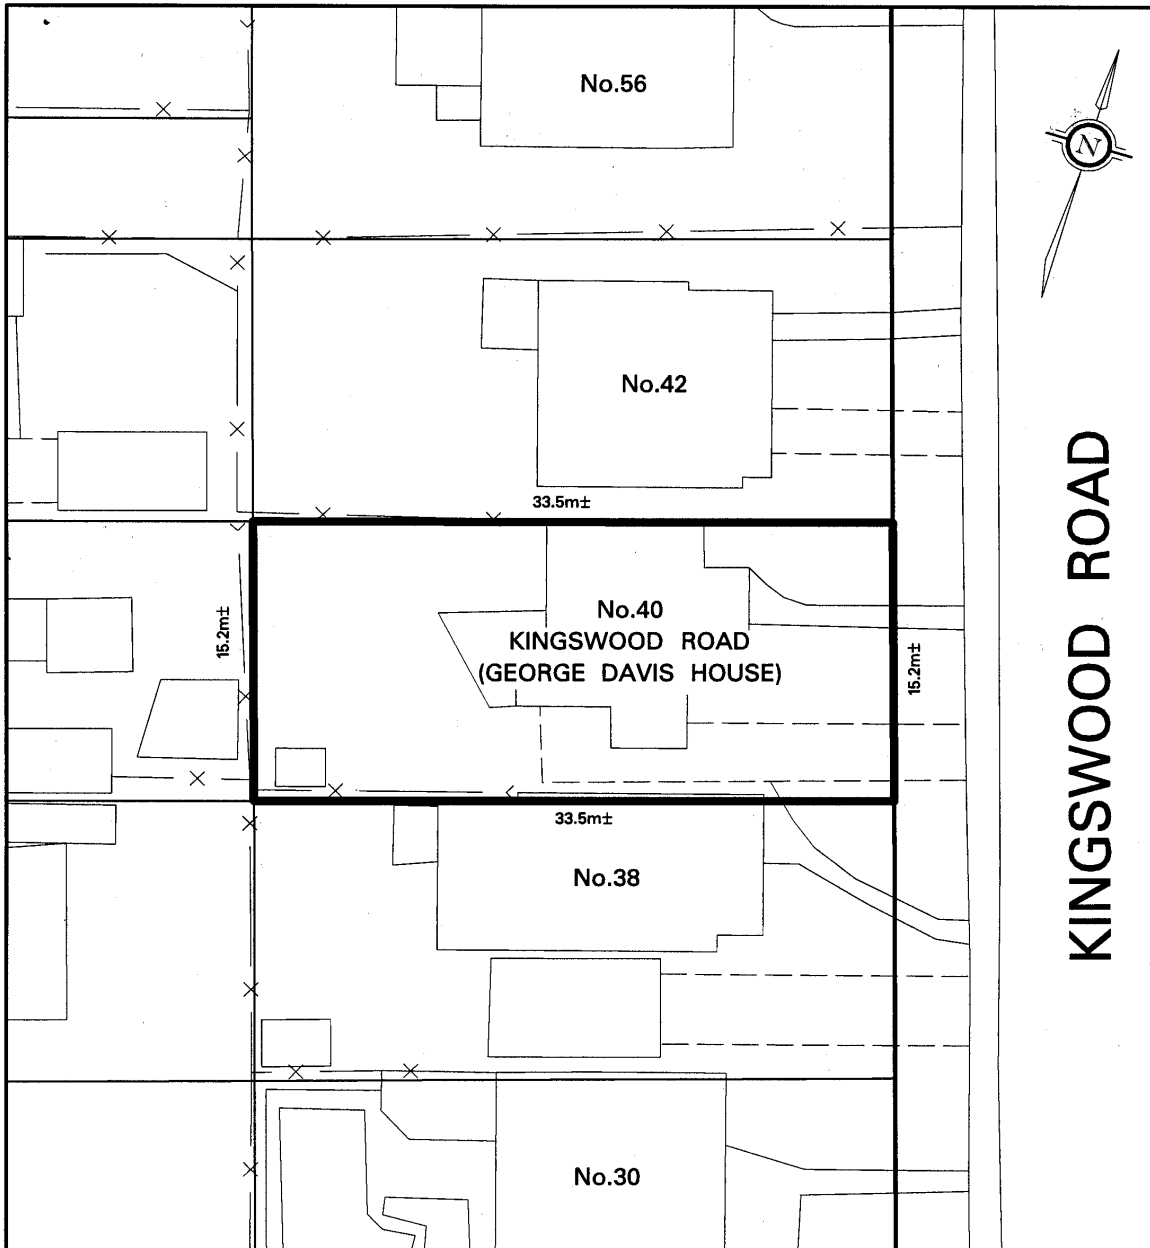 No.56
N
No.42
33.5m±
No.40
KINGSWOOD ROAD
(GEORGE DAVIS HOUSE)
15.2m±
15.2m±
33.5m±
No.38
No.30
KINGSWOOD ROAD